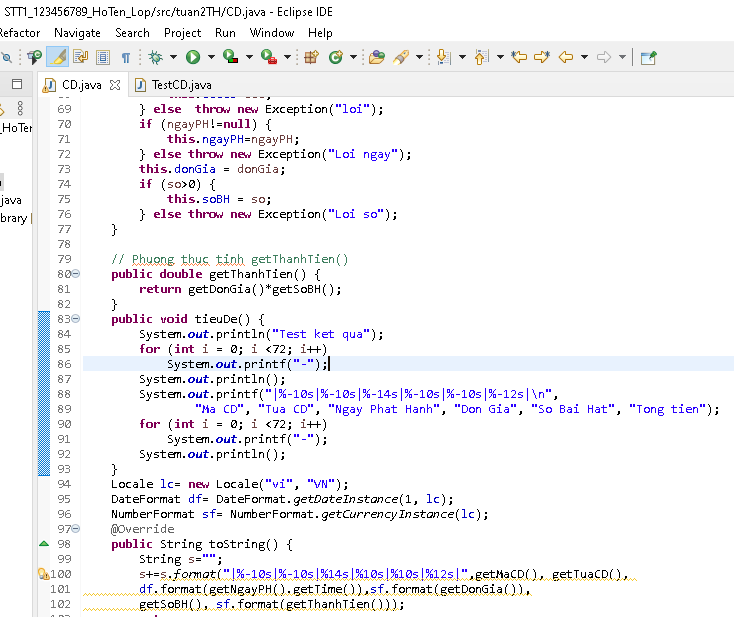 STT1_123456789_HoTen_Lop/src/tuan2TH/CD.java - Eclipse IDE
Refactor Navigate Search Project Run Window Help
CD.java TestCD.java
_HoTen
69 } else throw new Exception("loi");
70 if (ngayPH!=null) {
71 this.ngayPH=ngayPH;
72 } else throw new Exception("Loi ngay");
73 this.donGia = donGia;
74 if (so>0) {
75 this.soBH = so;
76 } else throw new Exception("Loi so");
77 }
78
79 // Phuong thuc tinh getThanhTien()
80 public double getThanhTien() {
81 return getDonGia()*getSoBH();
82 }
83 public void tieuDe() {
84 System.out.println("Test ket qua");
85 for (int i = 0; i <72; i++)
86 System.out.printf("-");
87 System.out.println();
88 System.out.printf("|%-10s|%-10s|%-14s|%-10s|%-10s|%-12s|\n",
89 "Ma CD", "Tua CD", "Ngay Phat Hanh", "Don Gia", "So Bai Hat", "Tong tien");
90 for (int i = 0; i <72; i++)
91 System.out.printf("-");
92 System.out.println();
93 }
94 Locale lc= new Locale("vi", "VN");
95 DateFormat df= DateFormat.getDateInstance(1, lc);
96 NumberFormat sf= NumberFormat.getCurrencyInstance(lc);
97 @Override
98 public String toString() {
99 String s="";
100 s+=s.format("|%-10s|%-10s|%14s|%10s|%10s|%12s|",getMaCD(), getTuaCD(),
101 df.format(getNgayPH().getTime()),sf.format(getDonGia()),
102 getSoBH(), sf.format(getThanhTien()));
java
brary